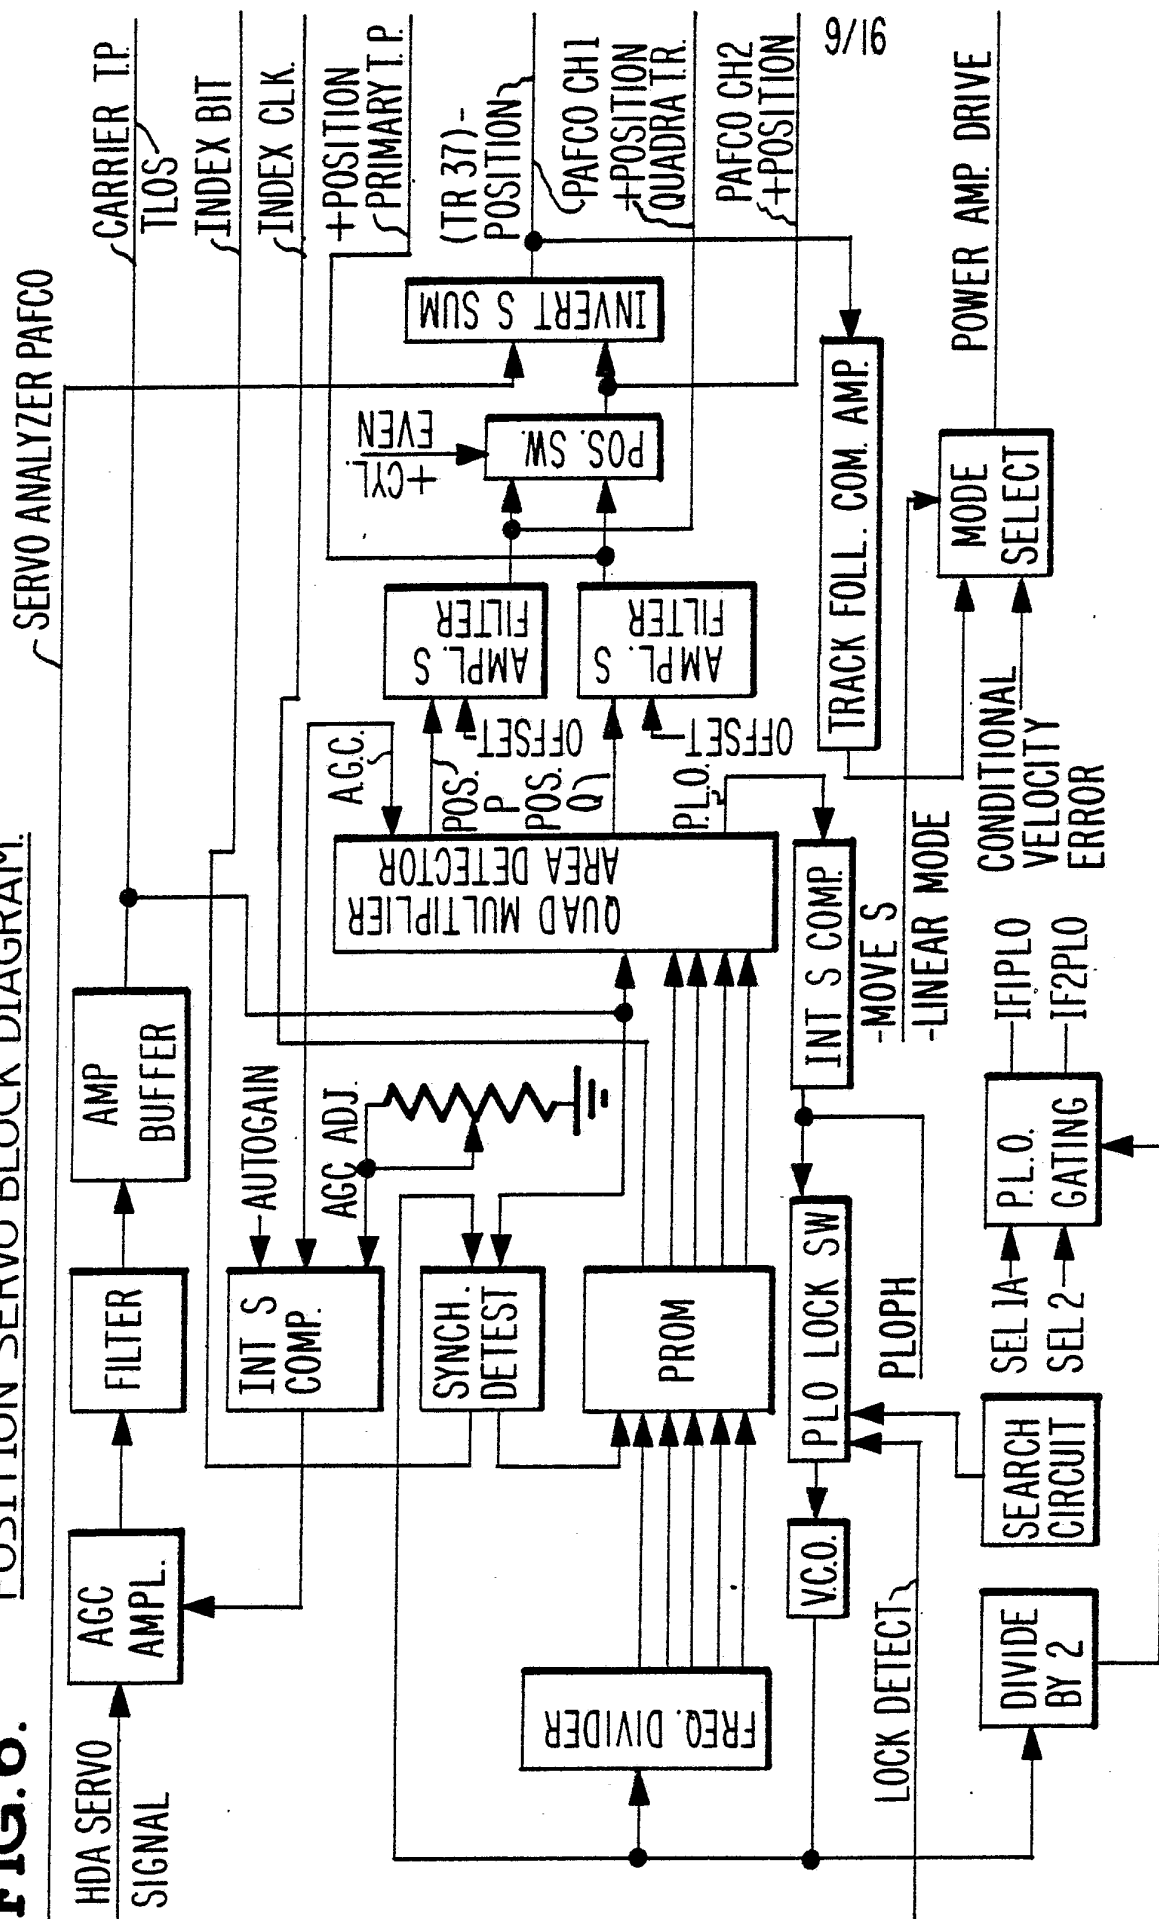 FIG. 6.
POSITION SERVO BLOCK DIAGRAM.
SERVO ANALYZER PAFCO
HDA SERVO
SIGNAL
AGC
AMPL.
FILTER
AMP
BUFFER
CARRIER T.P.
TLOS
INDEX BIT
INDEX CLK.
+POSITION
PRIMARY T.P.
(TR 37)-
POSITION
PAFCO CH1
+POSITION
QUADRA T.R.
PAFCO CH2
+POSITION
9/16
AUTOGAIN
AGC ADJ.
INT S
COMP.
SYNCH.
DETEST
PROM
FREQ. DIVIDER
A.G.C.
QUAD MULTIPLIER
AREA DETECTOR
POS.
P
POS.
Q
P.L.O.
OFFSET
OFFSET
AMPL. S
FILTER
AMPL. S
FILTER
+CYL.
EVEN
POS. SW.
INVERT S SUM
V.C.O.
PLO LOCK SW
INT S COMP.
TRACK FOLL. COM. AMP.
-MOVE S
-LINEAR MODE
PLOPH
LOCK DETECT
DIVIDE
BY 2
SEARCH
CIRCUIT
SEL 1A
SEL 2
P.L.O.
GATING
IF1PLO
IF2PLO
CONDITIONAL
VELOCITY
ERROR
MODE
SELECT
POWER AMP. DRIVE